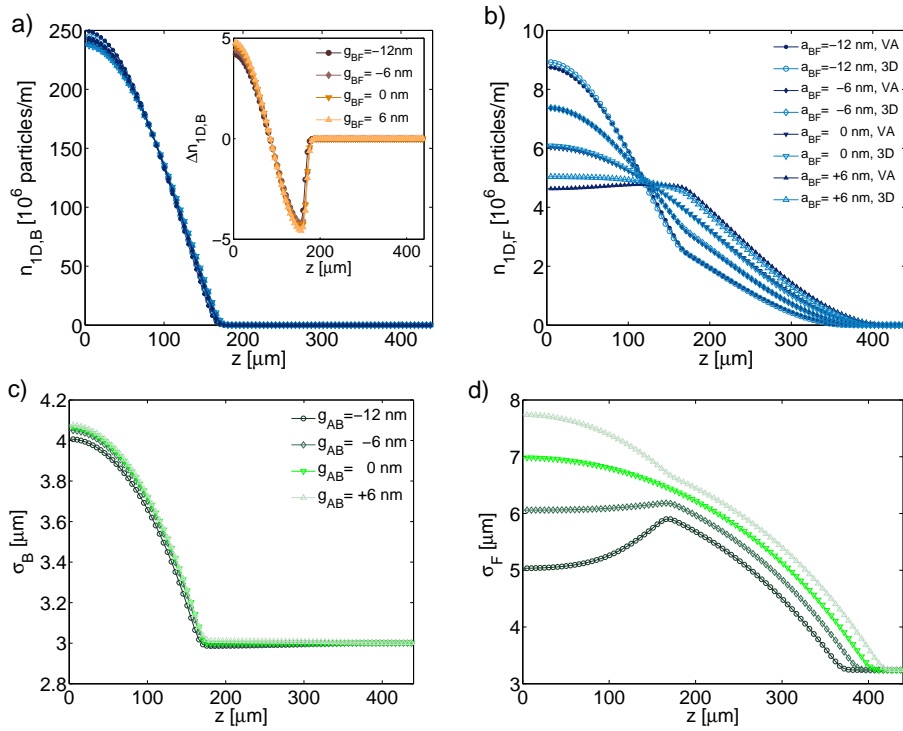 a)
n1D,B [10^6 particles/m]
250
200
150
100
50
0
0 100 200 300 400
z [μm]
Δn1D,B
5
0
−5
0 200 400
z [μm]
gBF=−12nm
gBF= −6 nm
gBF= 0 nm
gBF= 6 nm
b)
n1D,F [10^6 particles/m]
10
8
6
4
2
0
0 100 200 300 400
z [μm]
aBF=−12 nm, VA
aBF=−12 nm, 3D
aBF= −6 nm, VA
aBF= −6 nm, 3D
aBF= 0 nm, VA
aBF= 0 nm, 3D
aBF= +6 nm, VA
aBF= +6 nm, 3D
c)
σB [μm]
4.2
4
3.8
3.6
3.4
3.2
3
2.8
0 100 200 300 400
z [μm]
gAB=−12 nm
gAB= −6 nm
gAB= 0 nm
gAB= +6 nm
d)
σF [μm]
8
7
6
5
4
3
0 100 200 300 400
z [μm]